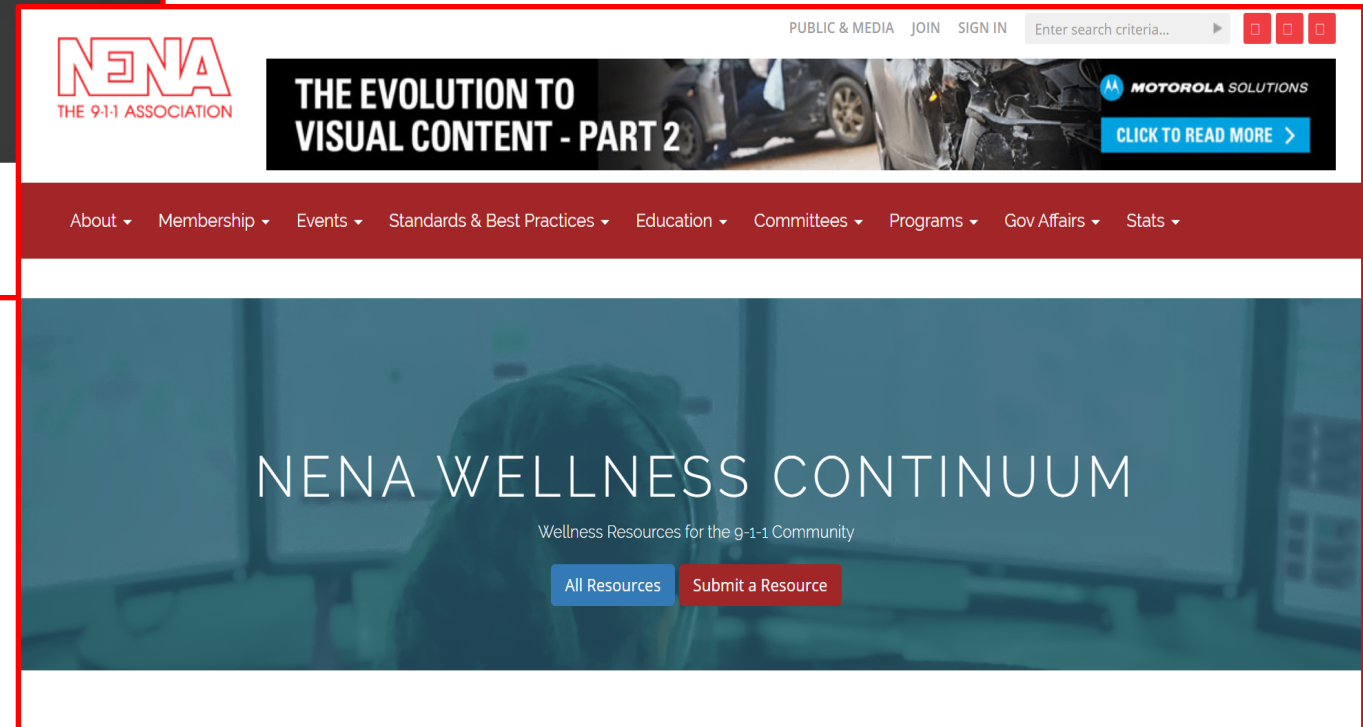 PUBLIC & MEDIA JOIN SIGN IN Enter search criteria...
NENA
THE 9-1-1 ASSOCIATION
THE EVOLUTION TO
VISUAL CONTENT - PART 2
MOTOROLA SOLUTIONS
CLICK TO READ MORE >
About Membership Events Standards & Best Practices Education Committees Programs Gov Affairs Stats
NENA WELLNESS CONTINUUM
Wellness Resources for the 9-1-1 Community
All Resources Submit a Resource